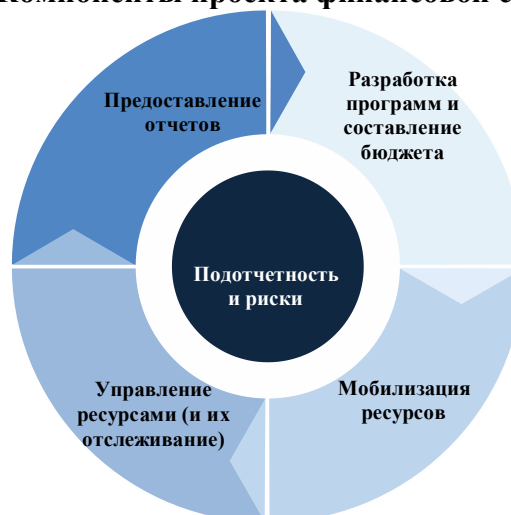 Компоненты проекта финансовой
Предоставление
отчетов
Разработка
программ и
составление
бюджета
Подотчетность
и риски
Управление
ресурсами (и их
отслеживание)
Мобилизация
ресурсов